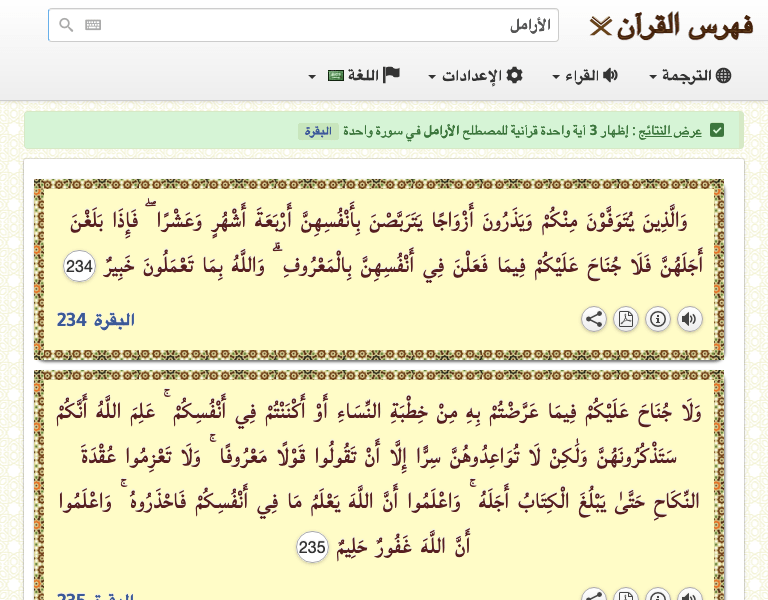 فهرس القرآن
الأرامل
الترجمة
القراء
الإعدادات
اللغة
عرض النتائج : إظهار 3 آية واحدة قرآنية للمصطلح الأرامل في سورة واحدة البقرة
وَالَّذِينَ يُتَوَفَّوْنَ مِنْكُمْ وَيَذَرُونَ أَزْوَاجًا يَتَرَبَّصْنَ بِأَنْفُسِهِنَّ أَرْبَعَةَ أَشْهُرٍ وَعَشْرًا ۖ فَإِذَا بَلَغْنَ
أَجَلَهُنَّ فَلَا جُنَاحَ عَلَيْكُمْ فِيمَا فَعَلْنَ فِي أَنْفُسِهِنَّ بِالْمَعْرُوفِ ۗ وَاللَّهُ بِمَا تَعْمَلُونَ خَبِيرٌ 234
البقرة 234
وَلَا جُنَاحَ عَلَيْكُمْ فِيمَا عَرَّضْتُمْ بِهِ مِنْ خِطْبَةِ النِّسَاءِ أَوْ أَكْنَنْتُمْ فِي أَنْفُسِكُمْ ۚ عَلِمَ اللَّهُ أَنَّكُمْ
سَتَذْكُرُونَهُنَّ وَلَٰكِنْ لَا تُوَاعِدُوهُنَّ سِرًّا إِلَّا أَنْ تَقُولُوا قَوْلًا مَعْرُوفًا ۚ وَلَا تَعْزِمُوا عُقْدَةَ
النِّكَاحِ حَتَّىٰ يَبْلُغَ الْكِتَابُ أَجَلَهُ ۚ وَاعْلَمُوا أَنَّ اللَّهَ يَعْلَمُ مَا فِي أَنْفُسِكُمْ فَاحْذَرُوهُ ۚ وَاعْلَمُوا
أَنَّ اللَّهَ غَفُورٌ حَلِيمٌ 235
البقرة 235